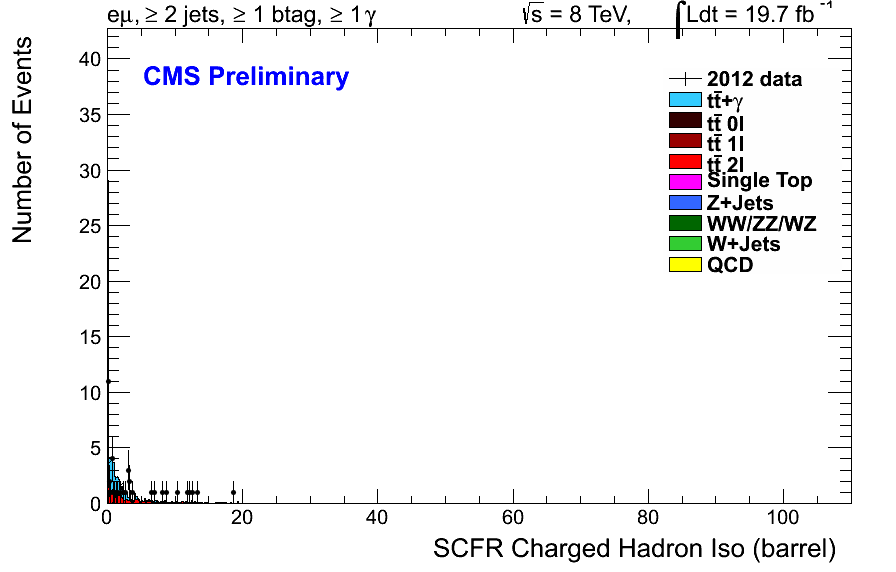 eμ, ≥ 2 jets, ≥ 1 btag, ≥ 1 γ
√s = 8 TeV, ∫Ldt = 19.7 fb⁻¹
CMS Preliminary
Number of Events
40
35
30
25
20
15
10
5
0
2012 data
tt̄+γ
tt̄ 0l
tt̄ 1l
tt̄ 2l
Single Top
Z+Jets
WW/ZZ/WZ
W+Jets
QCD
0 20 40 60 80 100
SCFR Charged Hadron Iso (barrel)